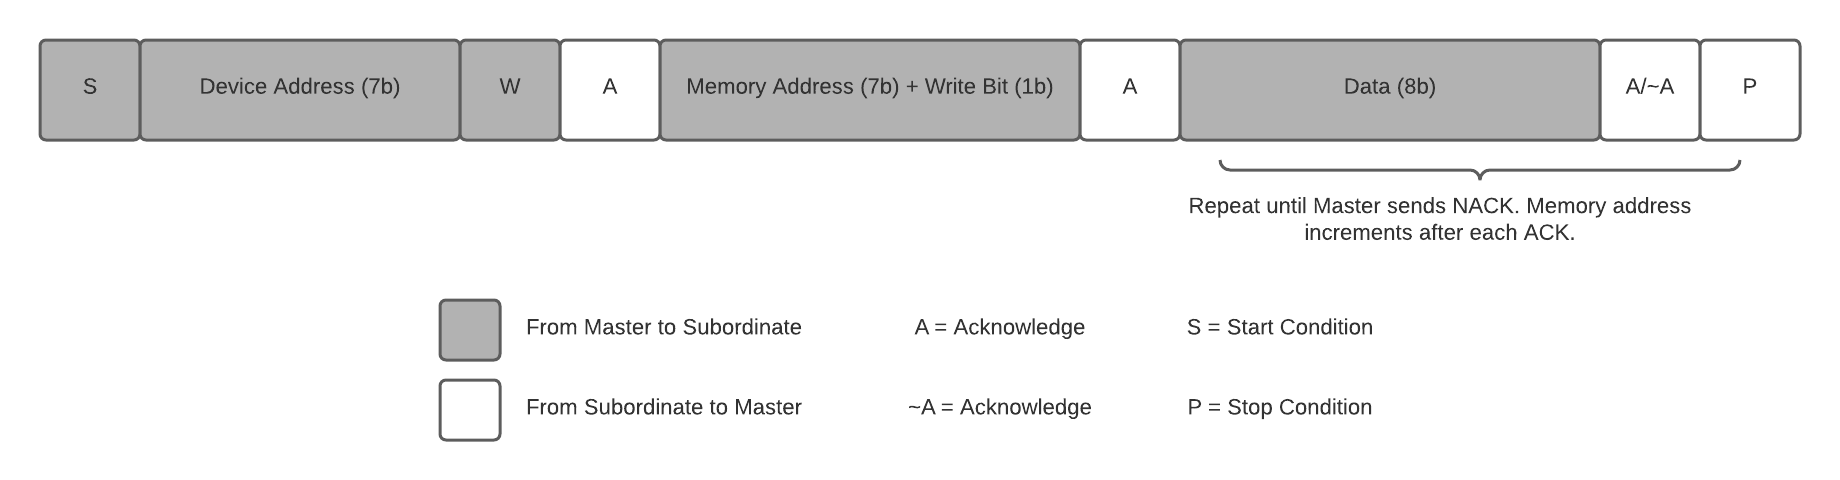 S Device Address (7b) W A Memory Address (7b) + Write Bit (1b) A Data (8b) A/~A P
Repeat until Master sends NACK. Memory address
increments after each ACK.
From Master to Subordinate A = Acknowledge S = Start Condition
From Subordinate to Master ~A = Acknowledge P = Stop Condition